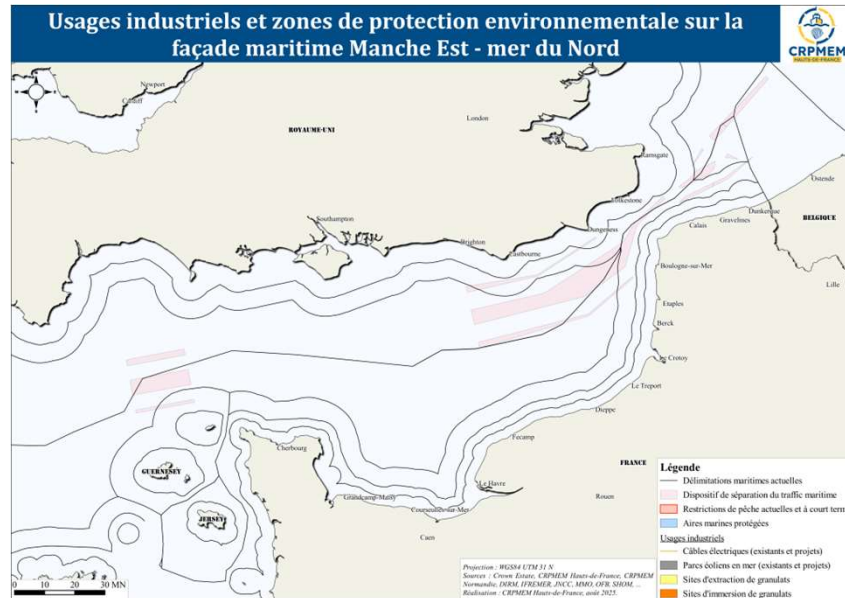 Usages industriels et zones de protection environnementale sur la
façade maritime Manche Est - mer du Nord
CRPMEM
HAUTS-DE-FRANCE
Newport
Cardiff
London
ROYAUME-UNI
Ramsgate
Ostende
Southampton
Folkestone
Dunkerque
BELGIQUE
Gravelines
Calais
Brighton
Dungeness
Eastbourne
Boulogne-sur-Mer
Lille
Etaples
Berck
Le Crotoy
Le Treport
Dieppe
Fecamp
Cherbourg
FRANCE
GUERNESEY
Le Havre
Rouen
Grandcamp-Maisy
Courseulles-sur-Mer
JERSEY
Caen
Légende
Délimitations maritimes actuelles
Dispositif de séparation du traffic maritime
Restrictions de pêche actuelles et à court term
Aires marines protégées
Usages industriels
Câbles électriques (existants et projets)
Parcs éoliens en mer (existants et projets)
Sites d'extraction de granulats
Sites d'immersion de granulats
Projection : WGS84 UTM 31 N
Sources : Crown Estate, CRPMEM Hauts-de-France, CRPMEM
Normandie, DIRM, IFREMER, JNCC, MMO, OFB, SHOM, ...
Réalisation : CRPMEM Hauts-de-France, août 2025.
0 10 20 30 MN